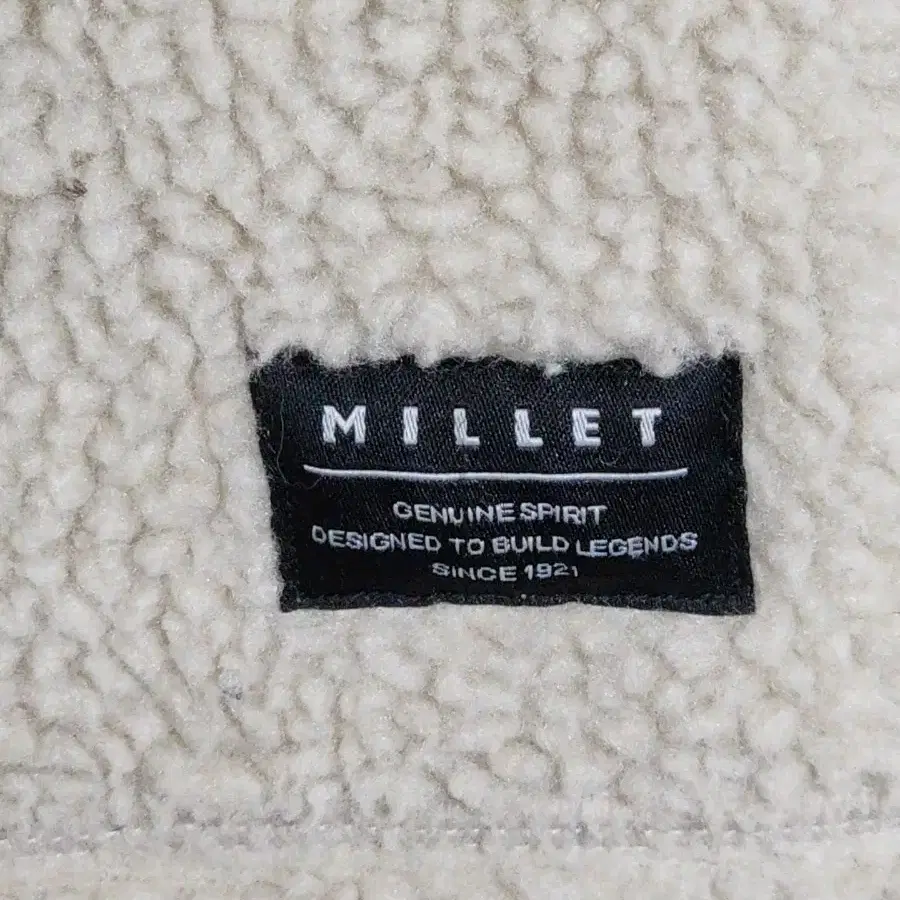 MILLET
GENUINE SPIRIT
DESIGNED TO BUILD LEGENDS
SINCE 1921